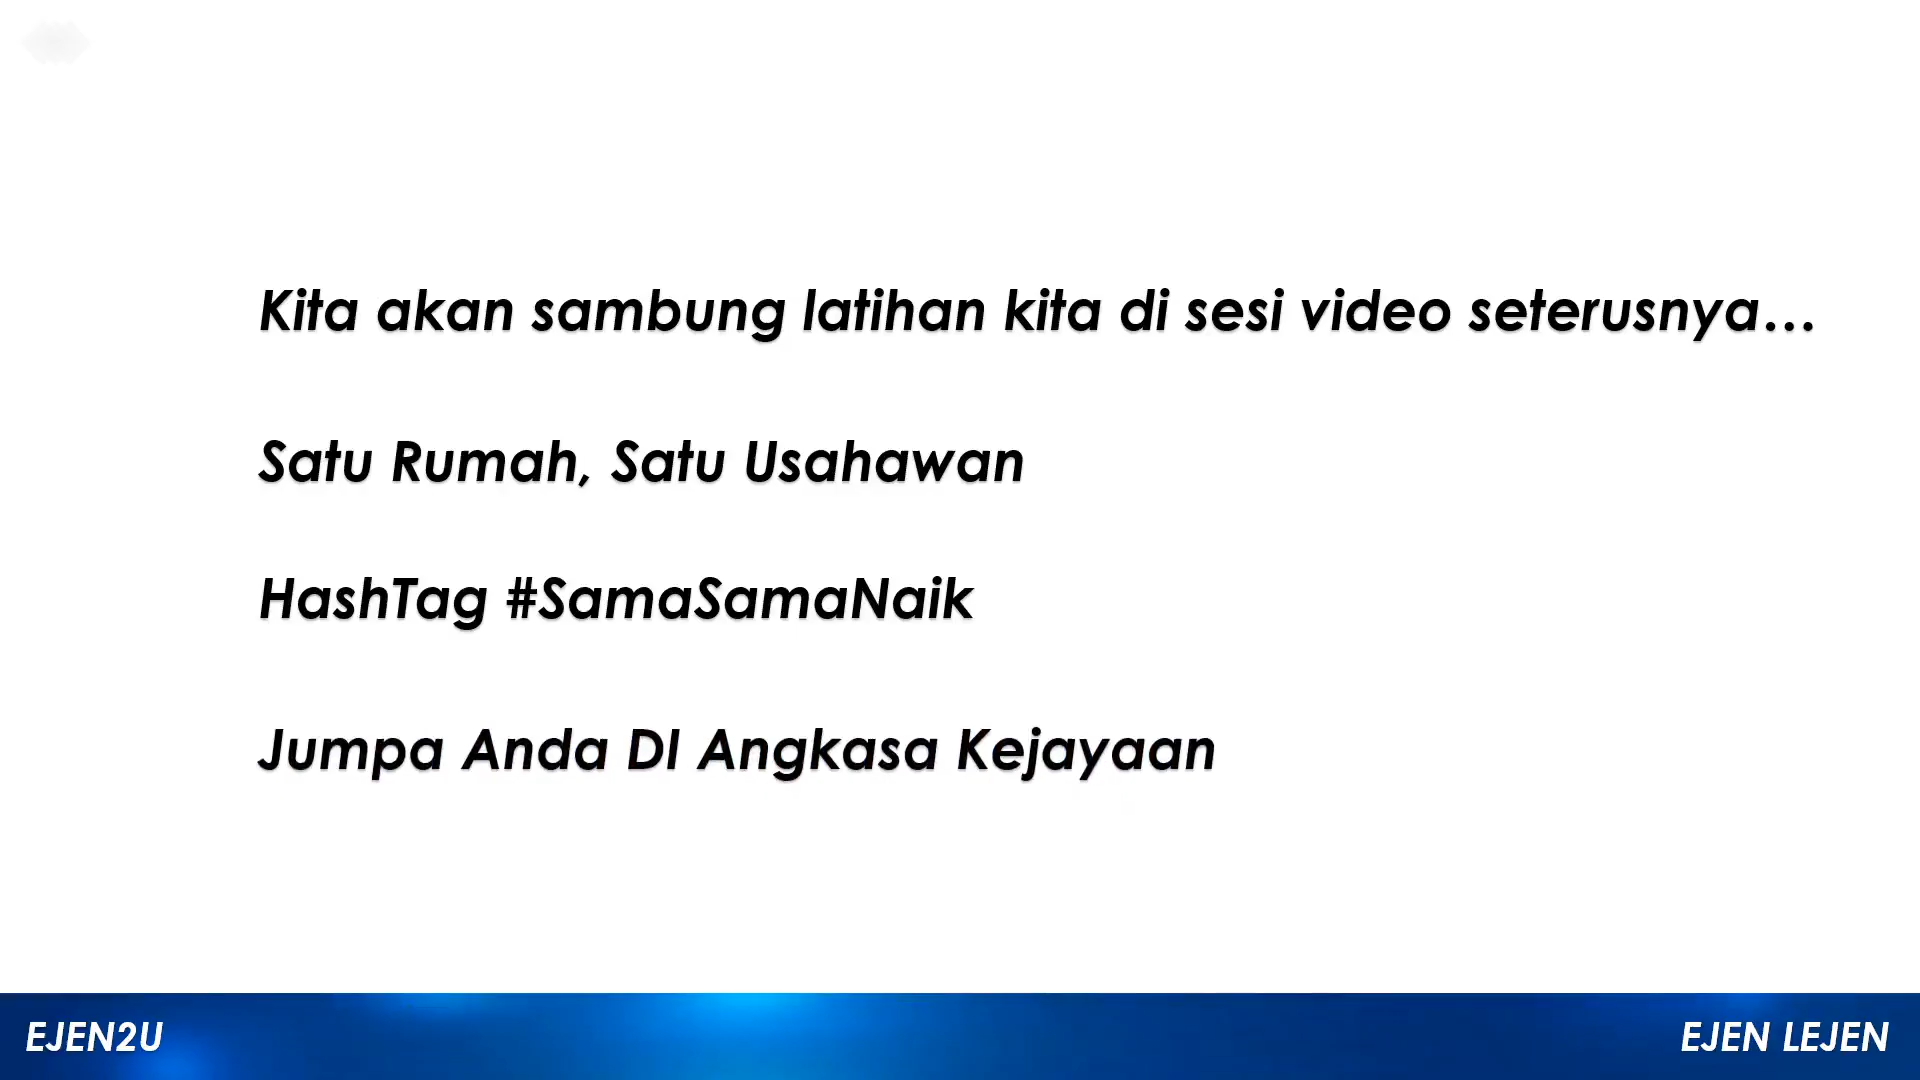 Kita akan sambung latihan kita di sesi video seterusnya...
Satu Rumah, Satu Usahawan
HashTag #SamaSamaNaik
Jumpa Anda DI Angkasa Kejayaan
EJEN2U
EJEN LEJEN